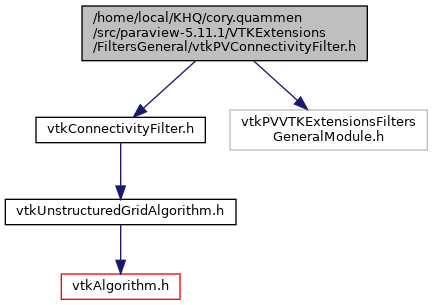 /home/local/KHQ/cory.quammen
/src/paraview-5.11.1/VTKExtensions
/FiltersGeneral/vtkPVConnectivityFilter.h
vtkConnectivityFilter.h
vtkPVVTKExtensionsFilters
GeneralModule.h
vtkUnstructuredGridAlgorithm.h
vtkAlgorithm.h